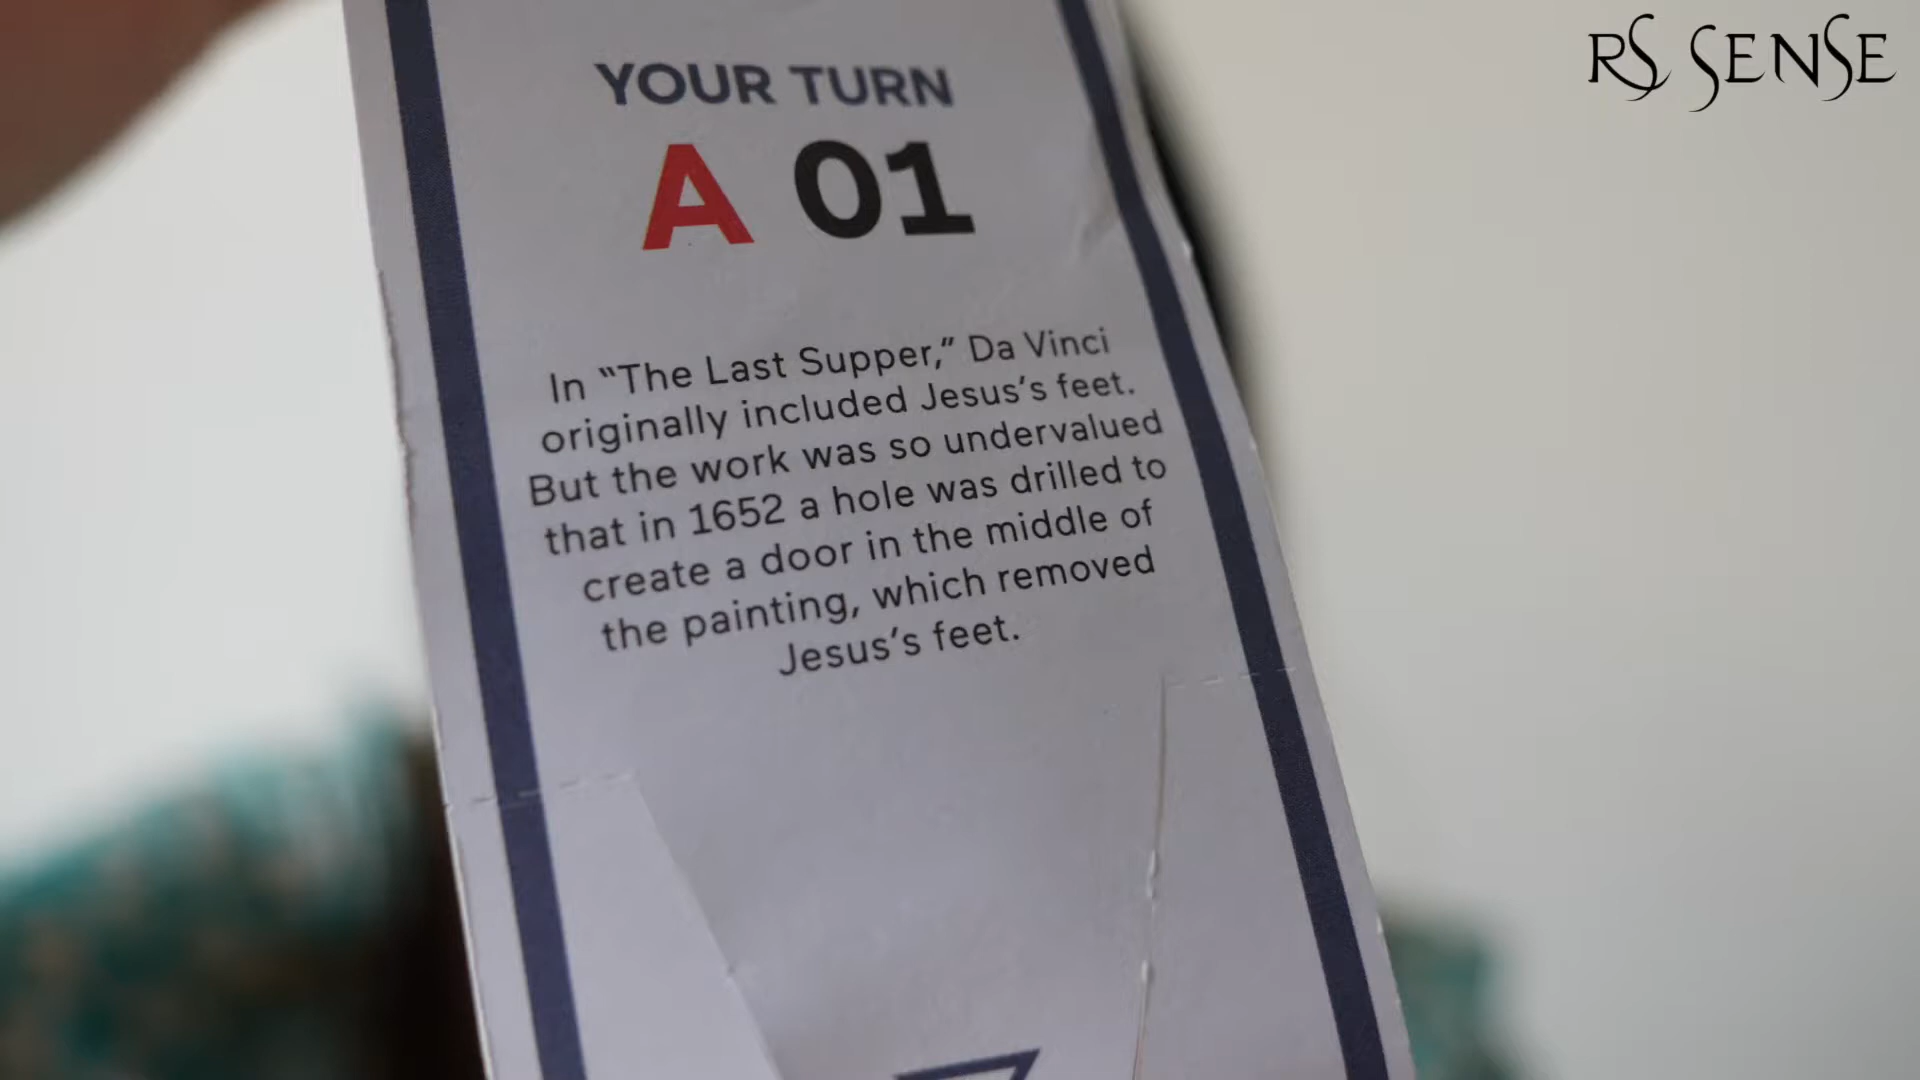 RS SENSE
YOUR TURN
A 01
In “The Last Supper,” Da Vinci
originally included Jesus’s feet.
But the work was so undervalued
that in 1652 a hole was drilled to
create a door in the middle of
the painting, which removed
Jesus’s feet.